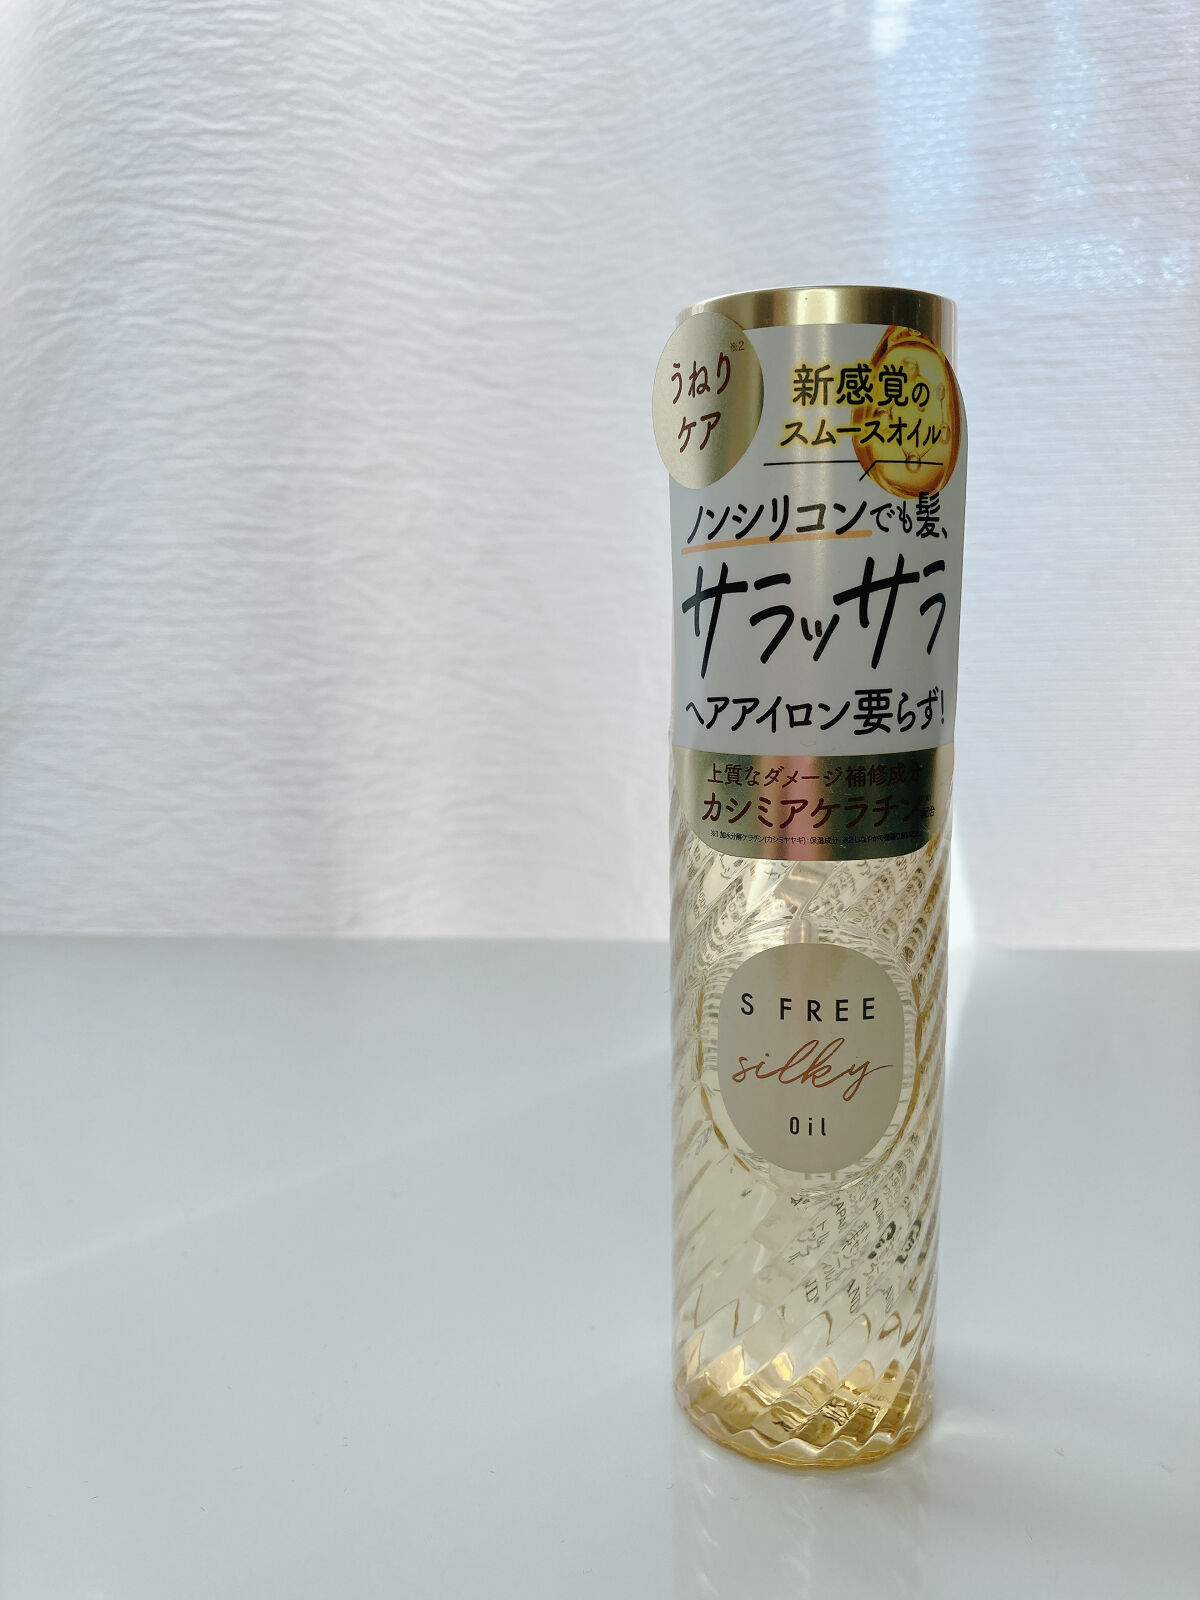 うねり※2
ケア
新感覚の
スムースオイル
ノンシリコンでも髪、
サラッサラ
ヘアアイロン要らず!
上質なダメージ補修成分
カシミアケラチン
配合
S FREE
silky
Oil